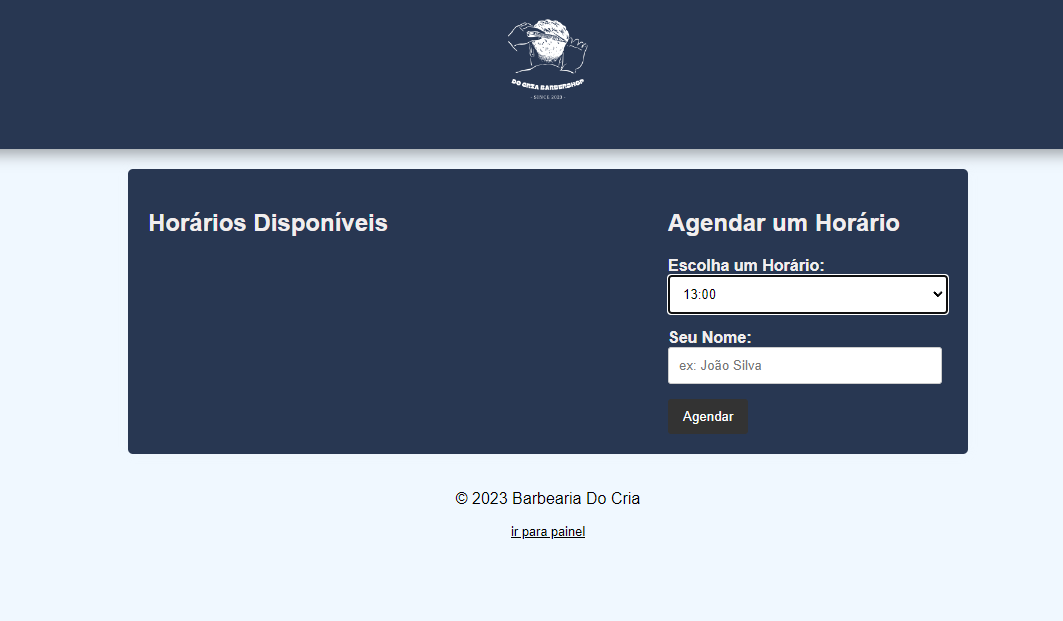 DO CRIA BARBERSHOP
- SINCE 2023 -
Horários Disponíveis
Agendar um Horário
Escolha um Horário:
13:00
Seu Nome:
ex: João Silva
Agendar
© 2023 Barbearia Do Cria
ir para painel